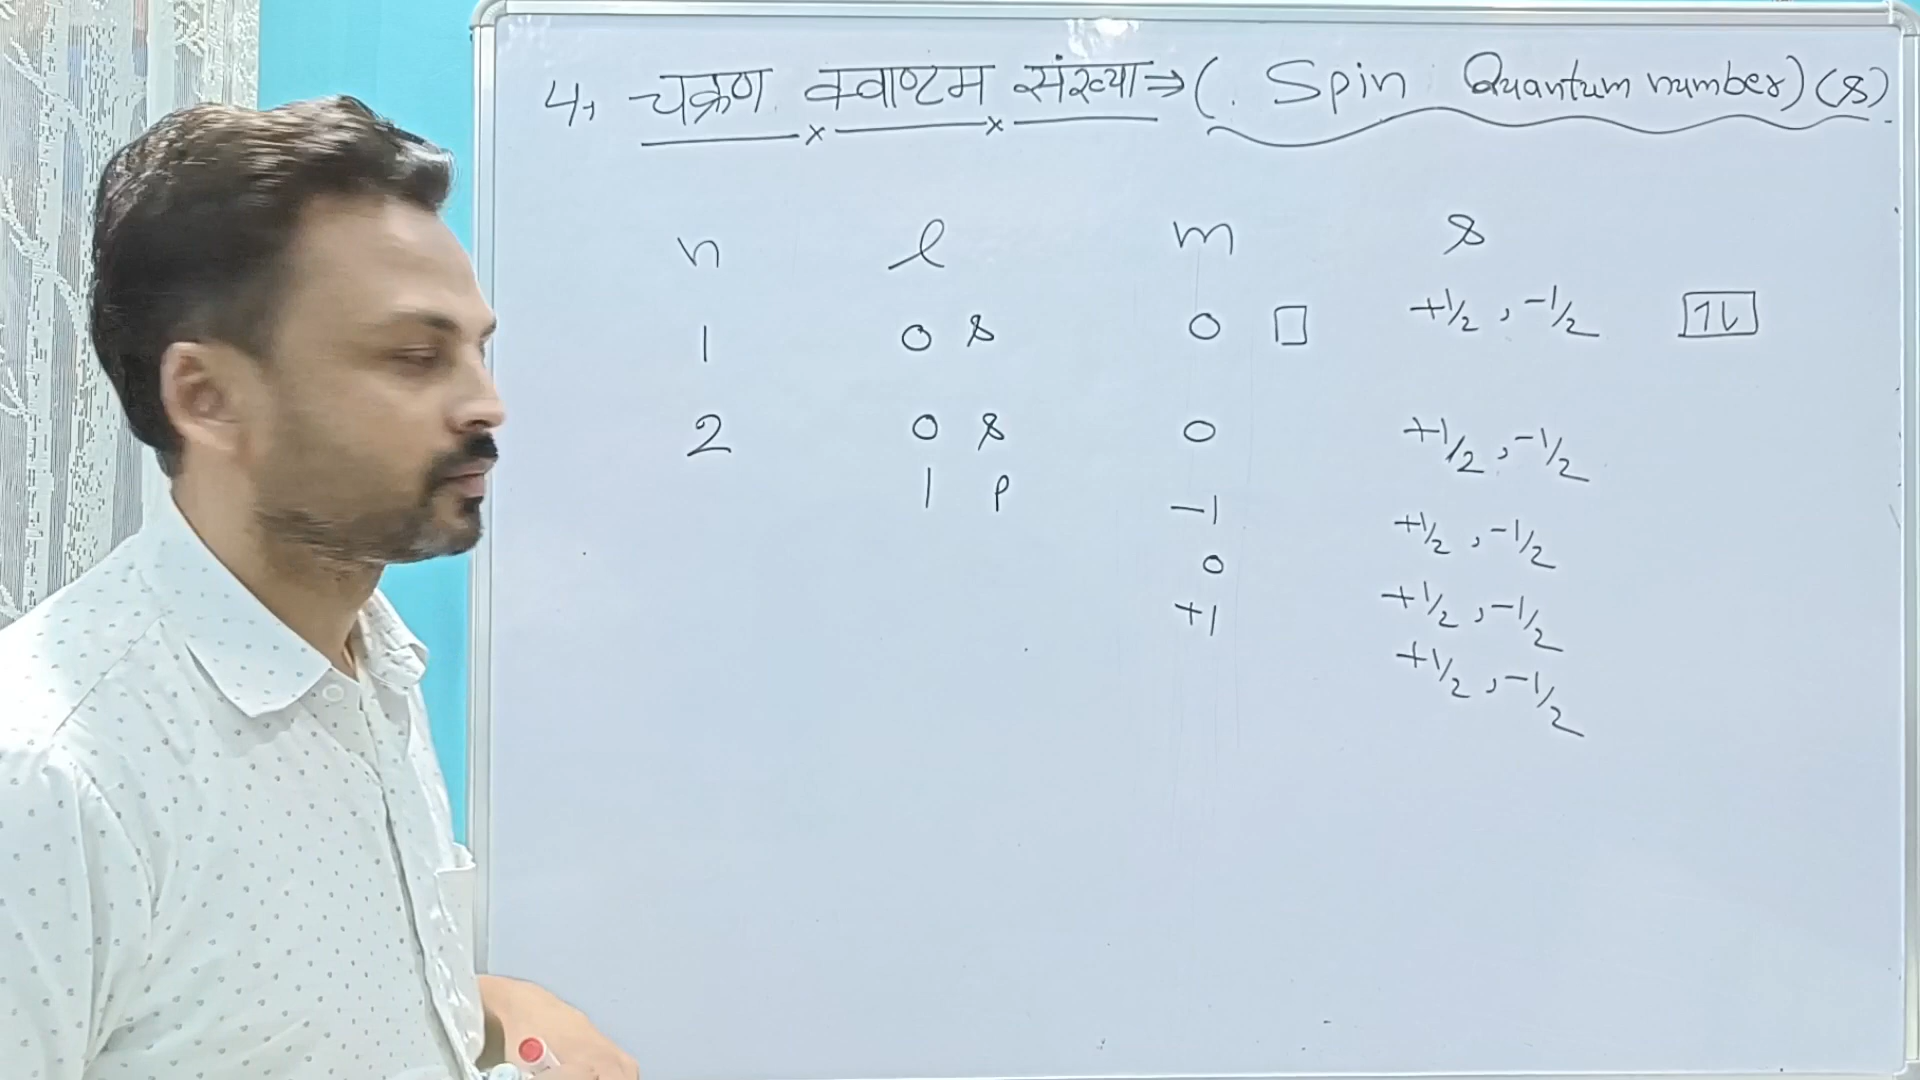 4, चक्रण क्वाण्टम संख्या ⇒ (. Spin Quantum number) (s)
n l m s
1 0 s 0 □ +1/2, -1/2 1l
2 0 s 0 +1/2, -1/2
1 p -1 +1/2, -1/2
0 +1/2, -1/2
+1 +1/2, -1/2